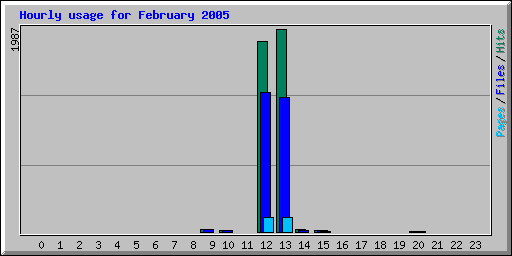 Hourly usage for February 2005
1987
Pages/Files/Hits
0 1 2 3 4 5 6 7 8 9 10 11 12 13 14 15 16 17 18 19 20 21 22 23